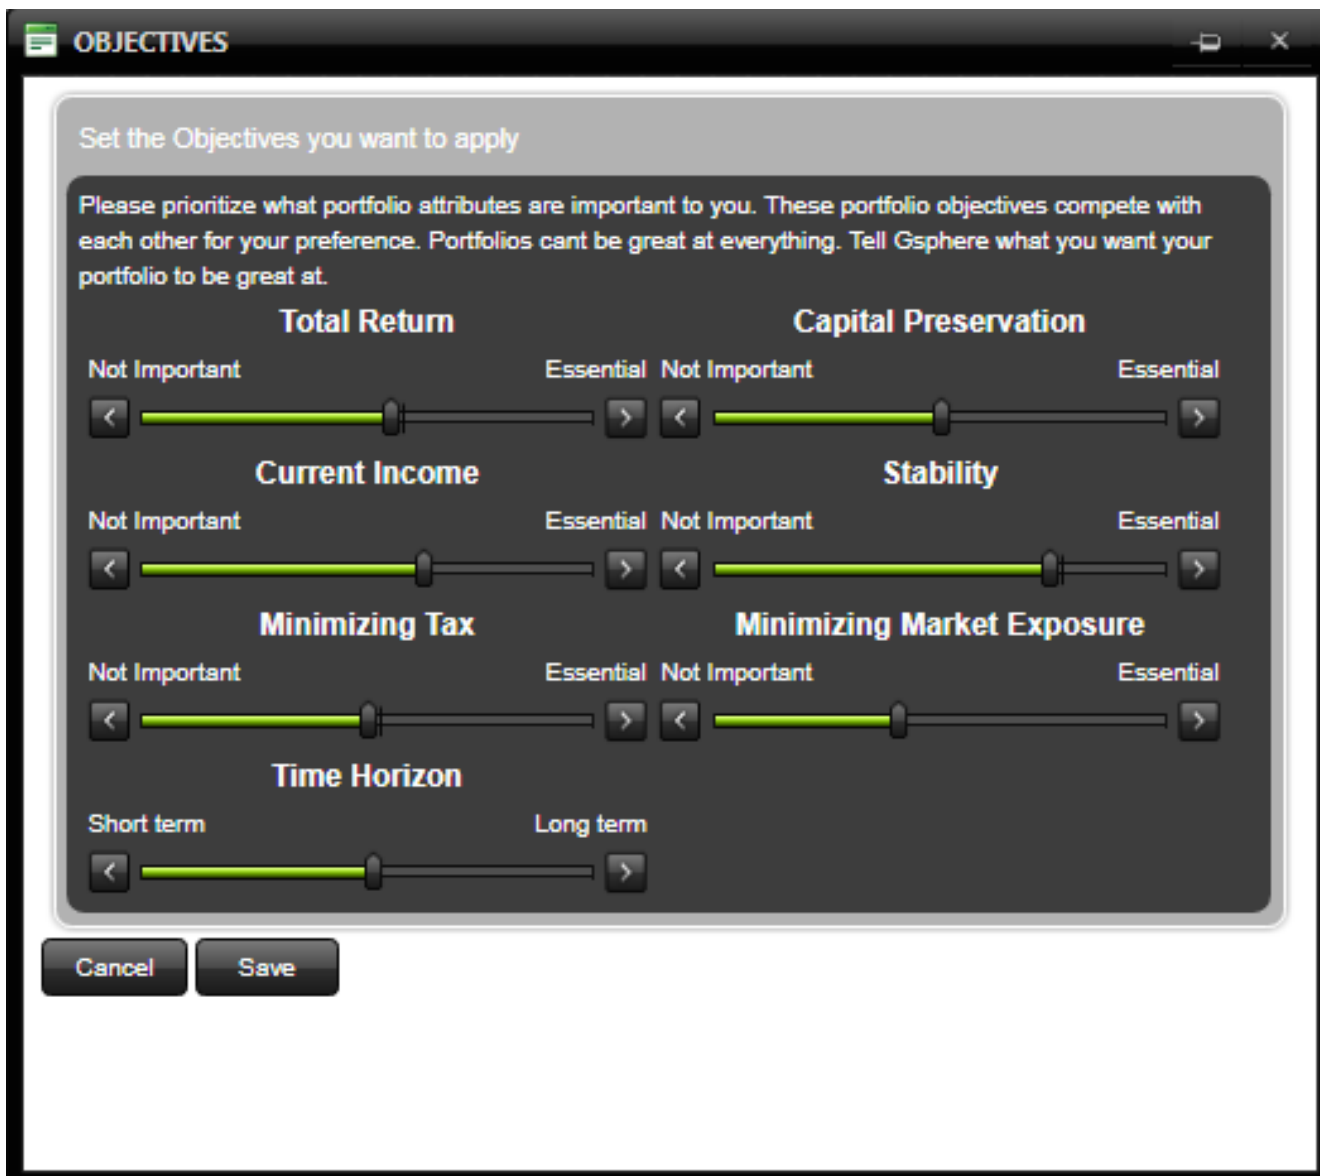 OBJECTIVES
Set the Objectives you want to apply
Please prioritize what portfolio attributes are important to you. These portfolio objectives compete with
each other for your preference. Portfolios cant be great at everything. Tell Gsphere what you want your
portfolio to be great at.
Total Return
Capital Preservation
Not Important Essential
Not Important Essential
Current Income
Stability
Not Important Essential
Not Important Essential
Minimizing Tax
Minimizing Market Exposure
Not Important Essential
Not Important Essential
Time Horizon
Short term Long term
Cancel
Save